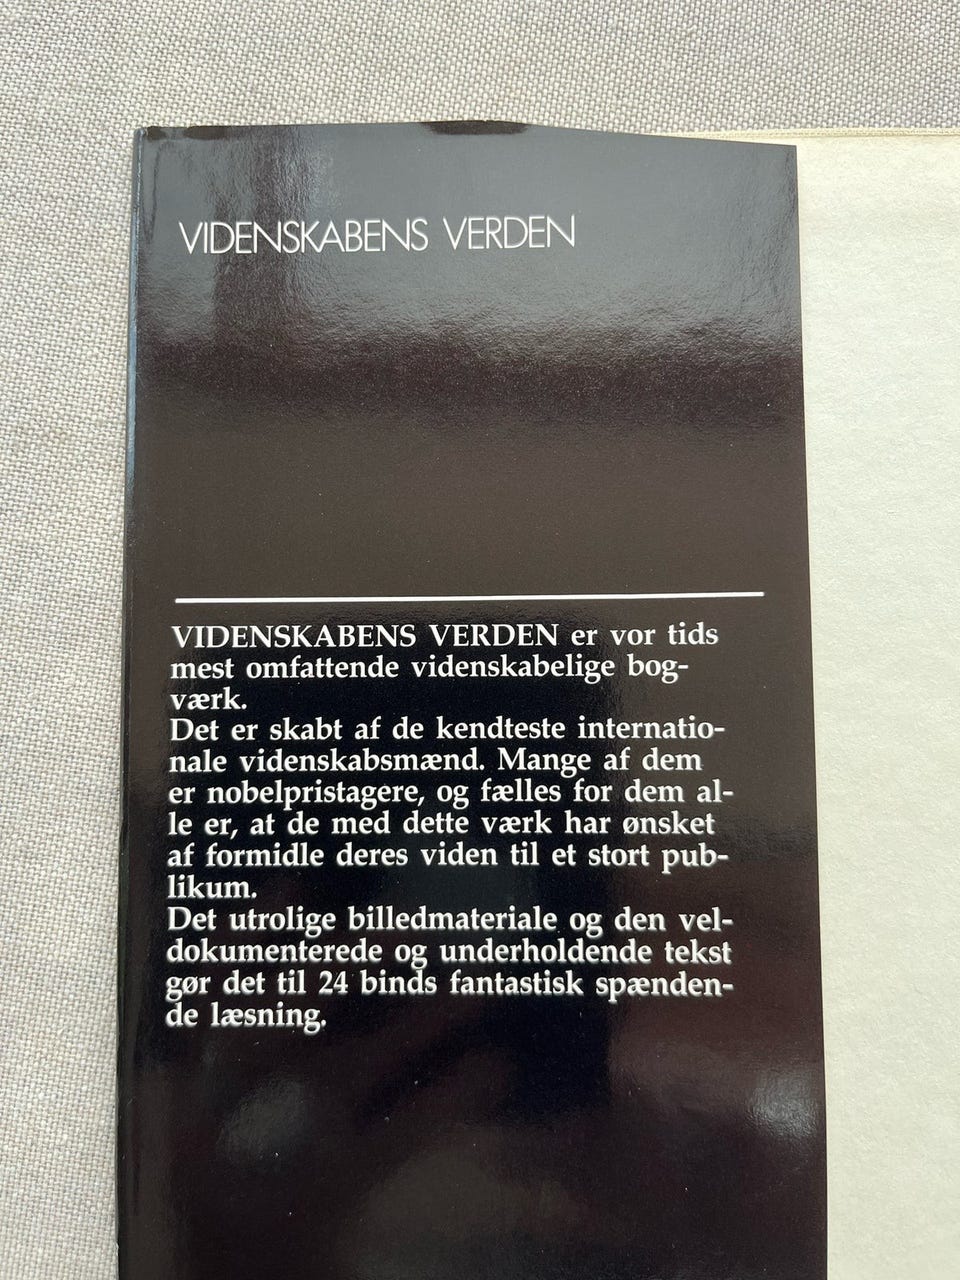 VIDENSKABENS VERDEN
VIDENSKABENS VERDEN er vor tids
mest omfattende videnskabelige bog-
værk.
Det er skabt af de kendteste internatio-
nale videnskabsmænd. Mange af dem
er nobelpristagere, og fælles for dem al-
le er, at de med dette værk har ønsket
af formidle deres viden til et stort pub-
likum.
Det utrolige billedmateriale og den vel-
dokumenterede og underholdende tekst
gør det til 24 binds fantastisk spænden-
de læsning.